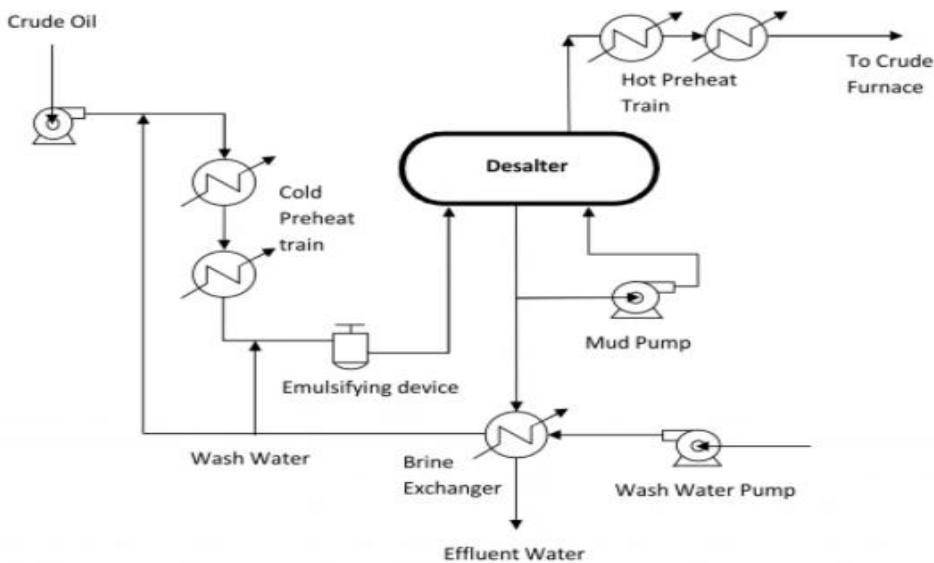 Crude Oil
To Crude
Furnace
Hot Preheat
Train
Desalter
Cold
Preheat
train
Mud Pump
Emulsifying device
Wash Water
Brine
Exchanger
Wash Water Pump
Effluent Water